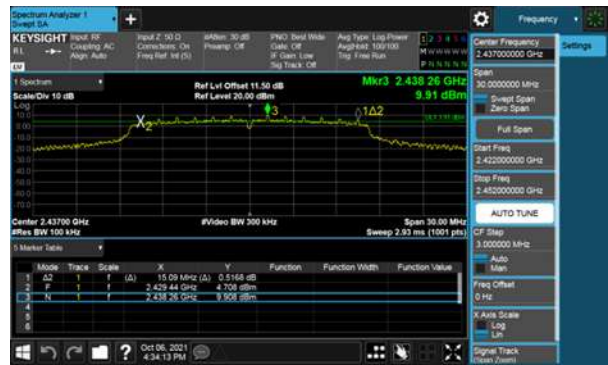 Spectrum Analyzer 1
Swept SA
+
Frequency
KEYSIGHT
Input: RF
Coupling: AC
Align: Auto
Input Z: 50 Ω
Corrections: On
Freq Ref: Int (S)
#Atten: 30 dB
Preamp: Off
PNO: Best Wide
Gate: Off
IF Gain: Low
Sig Track: Off
Avg Type: Log-Power
Avg|Hold: 100/100
Trig: Free Run
1 2 3 4 5 6
M W W W W W
P N N N N N
RL
Center Frequency
2.437000000 GHz
Settings
Span
30.0000000 MHz
Swept Span
Zero Span
Full Span
Start Freq
2.422000000 GHz
Stop Freq
2.452000000 GHz
AUTO TUNE
CF Step
3.000000 MHz
Auto
Man
Freq Offset
0 Hz
X Axis Scale
Log
Lin
Signal Track
(Span Zoom)
1 Spectrum
Scale/Div 10 dB
Ref Lvl Offset 11.50 dB
Ref Level 20.00 dBm
Mkr3 2.438 26 GHz
9.91 dBm
Log
10.0
X2
3
1Δ2
Center 2.43700 GHz
#Res BW 100 kHz
#Video BW 300 kHz
Span 30.00 MHz
Sweep 2.93 ms (1001 pts)
5 Marker Table
Mode Trace Scale X Y Function Function Width Function Value
1 Δ2 1 f (Δ) 15.09 MHz (Δ) 0.5168 dB
2 F 1 f 2.429 44 GHz 4.708 dBm
3 N 1 f 2.438 26 GHz 9.908 dBm
4
5
6
?
Oct 06, 2021
4:34:13 PM